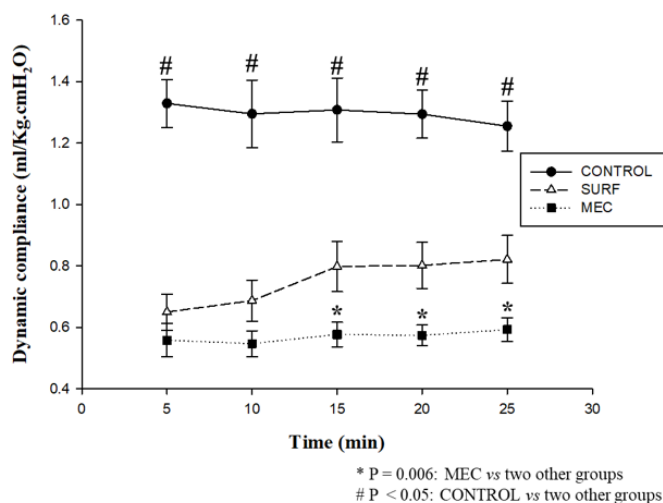 1.6
1.4
1.2
1.0
0.8
0.6
0.4
Dynamic compliance (ml/Kg.cmH₂O)
# # # # #
* * *
CONTROL
SURF
MEC
0 5 10 15 20 25 30
Time (min)
* P = 0.006: MEC vs two other groups
# P < 0.05: CONTROL vs two other groups